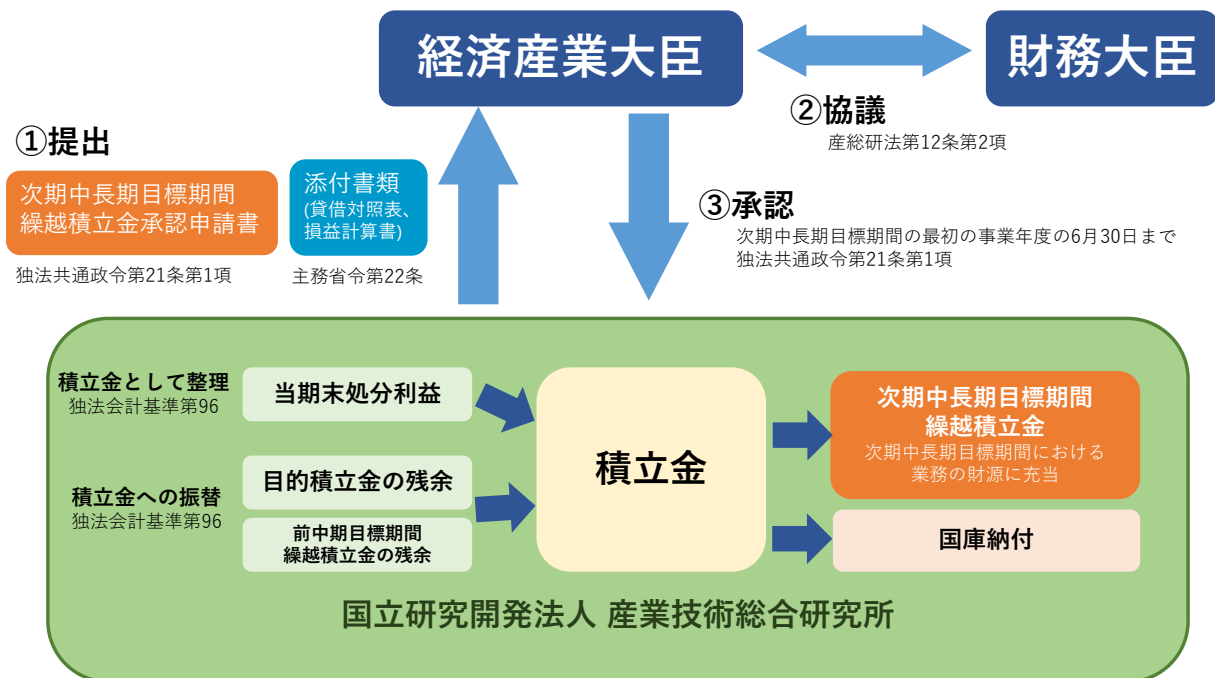 経済産業大臣
財務大臣
②協議
産総研法第12条第2項
①提出
次期中長期目標期間
繰越積立金承認申請書
独法共通政令第21条第1項
添付書類
(貸借対照表、
損益計算書)
主務省令第22条
③承認
次期中長期目標期間の最初の事業年度の6月30日まで
独法共通政令第21条第1項
積立金として整理
独法会計基準第96
当期末処分利益
積立金への振替
独法会計基準第96
目的積立金の残余
前中期目標期間
繰越積立金の残余
積立金
次期中長期目標期間
繰越積立金
次期中長期目標期間における
業務の財源に充当
国庫納付
国立研究開発法人 産業技術総合研究所